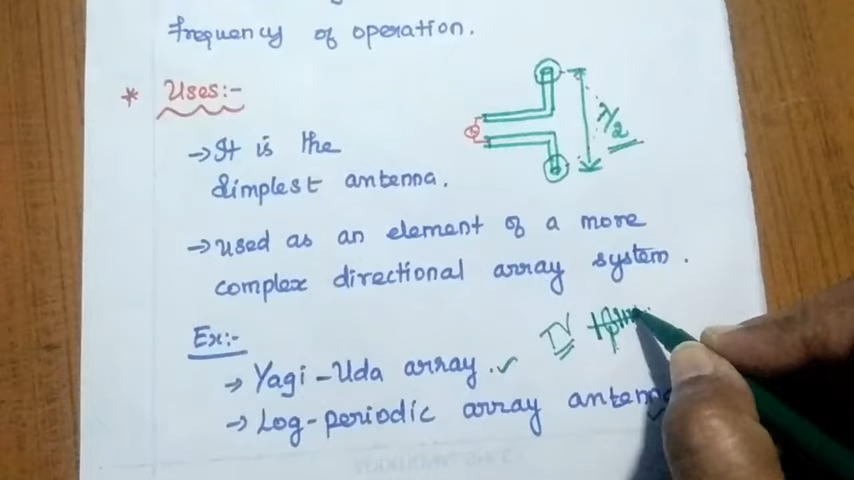 frequency of operation.
* Uses:-
→ It is the
simplest antenna.
λ/2
→ used as an element of a more
complex directional array system.
Ex:-
TV
→ Yagi-Uda array.✓
→ Log-periodic array antenna